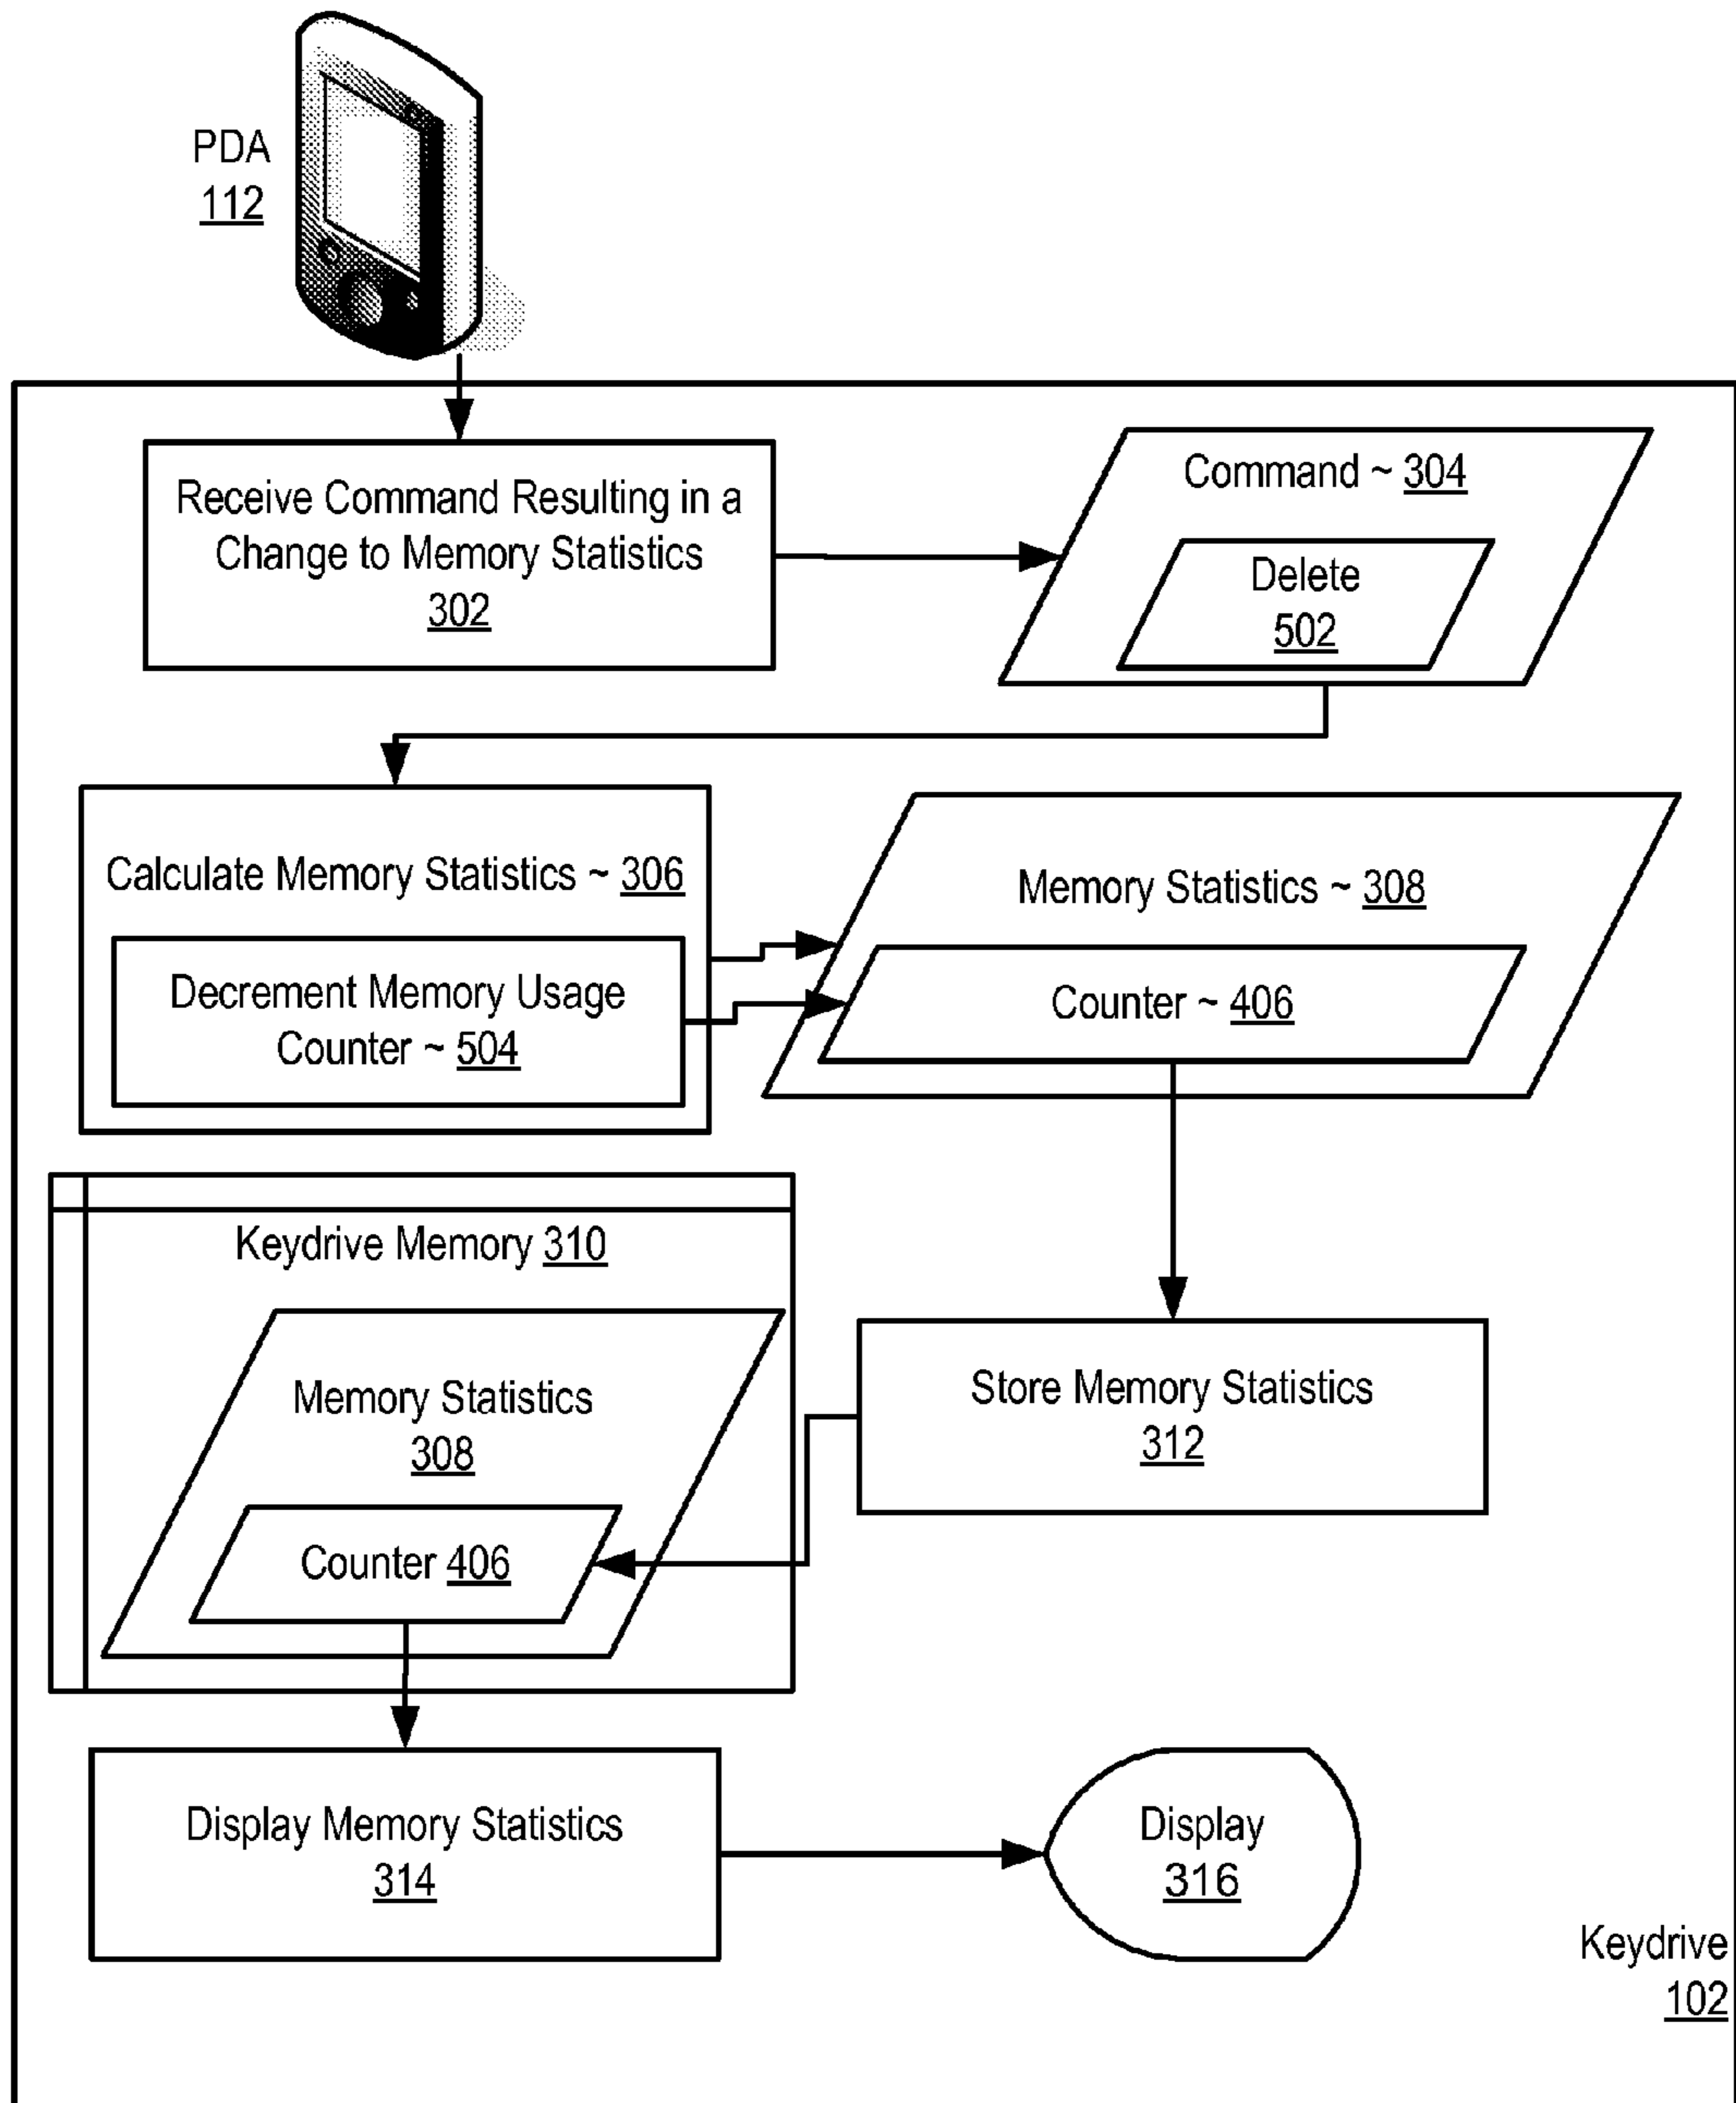 PDA
112
Receive Command Resulting in a
Change to Memory Statistics
302
Command ~ 304
Delete
502
Calculate Memory Statistics ~ 306
Decrement Memory Usage
Counter ~ 504
Memory Statistics ~ 308
Counter ~ 406
Keydrive Memory 310
Memory Statistics
308
Counter 406
Store Memory Statistics
312
Display Memory Statistics
314
Display
316
Keydrive
102